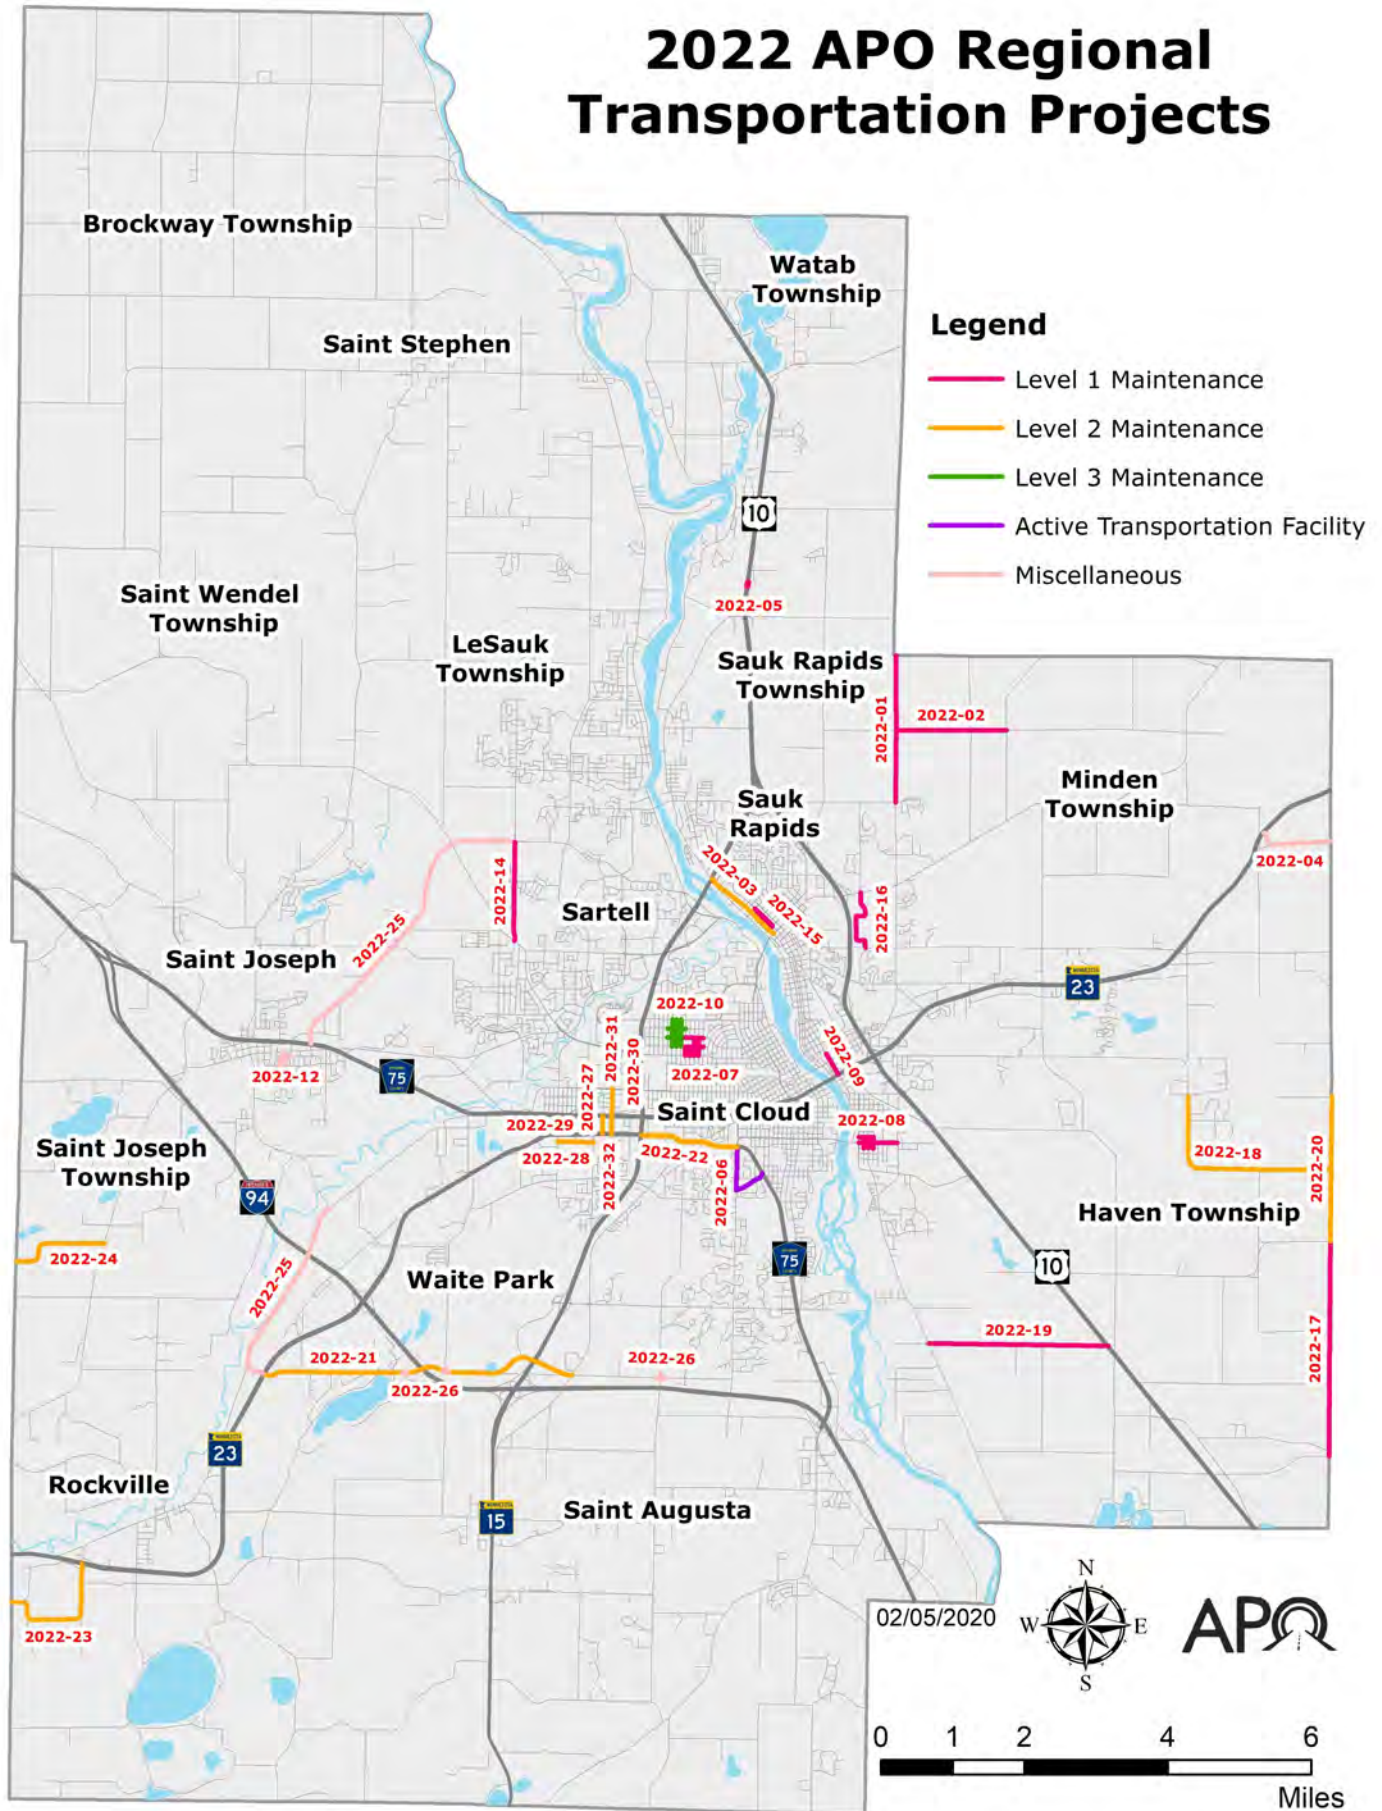 2022 APO Regional
Transportation Projects
Brockway Township
Watab
Township
Saint Stephen
Legend
Level 1 Maintenance
Level 2 Maintenance
Level 3 Maintenance
Active Transportation Facility
Miscellaneous
10
2022-05
Saint Wendel
Township
LeSauk
Township
Sauk Rapids
Township
2022-01
2022-02
Minden
Township
Sauk
Rapids
2022-03
2022-15
2022-04
2022-14
2022-16
Sartell
2022-25
Saint Joseph
23
2022-10
2022-31
2022-30
2022-09
2022-12
75
2022-07
2022-27
Saint Cloud
2022-08
2022-29
2022-28
2022-32
2022-22
2022-06
2022-18
2022-20
Saint Joseph
Township
94
Haven Township
2022-24
2022-25
Waite Park
75
10
2022-19
2022-17
2022-21
2022-26
2022-26
23
Rockville
15
Saint Augusta
2022-23
02/05/2020
N
W
E
S
APO
0 1 2 4 6
Miles